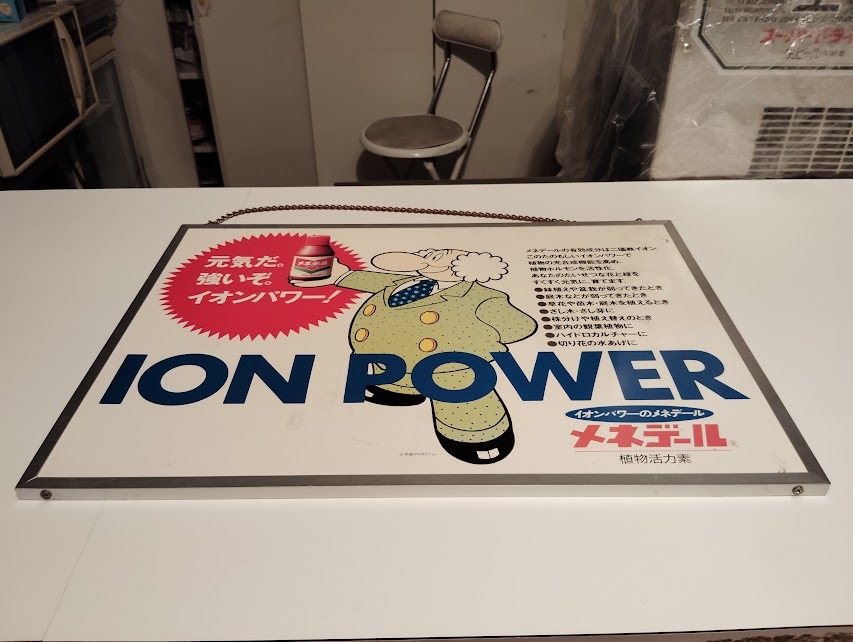 元気だ。
強いぞ。
イオンパワー!
メネデール
メネデールの有効成分は二価鉄イオン。
このたのもしいイオンパワーで
植物の光合成機能を高め、
植物ホルモンを活性化。
あなたのたいせつな花と緑を
すくすく元気に、育てます。
●鉢植えや盆栽が弱ってきたとき
●庭木などが弱ってきたとき
●草花や苗木・庭木を植えるとき
●さし木・さし芽に
●株分けや植え替えのとき
●室内の観葉植物に
●ハイドロカルチャーに
●切り花の水あげに
ION POWER
イオンパワーのメネデール
メネデール®
植物活力素